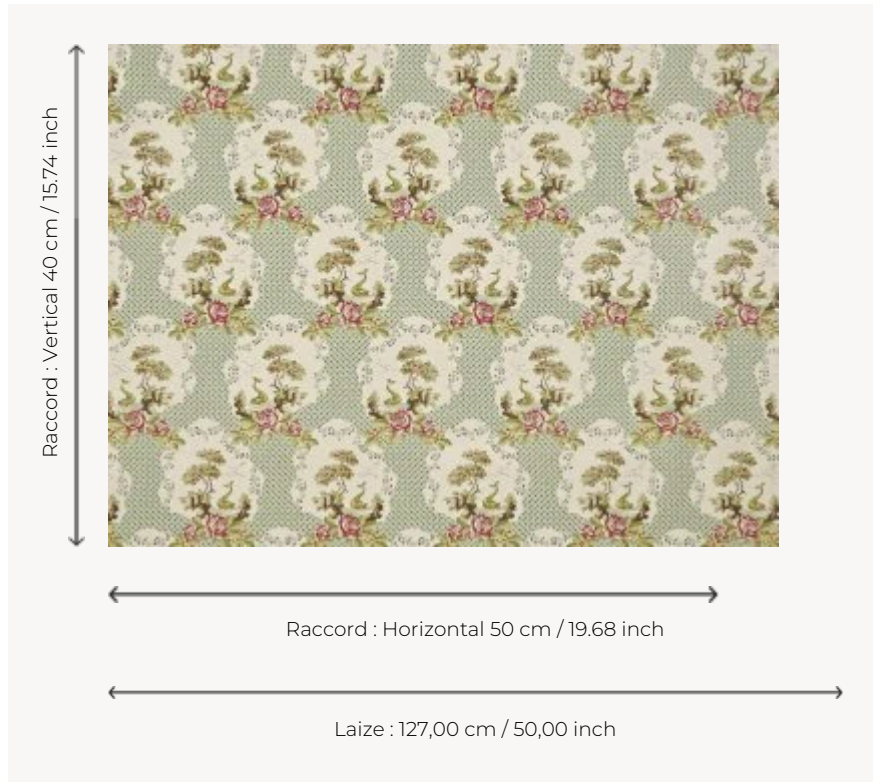 Raccord : Vertical 40 cm / 15.74 inch
Raccord : Horizontal 50 cm / 19.68 inch
Laize : 127,00 cm / 50,00 inch